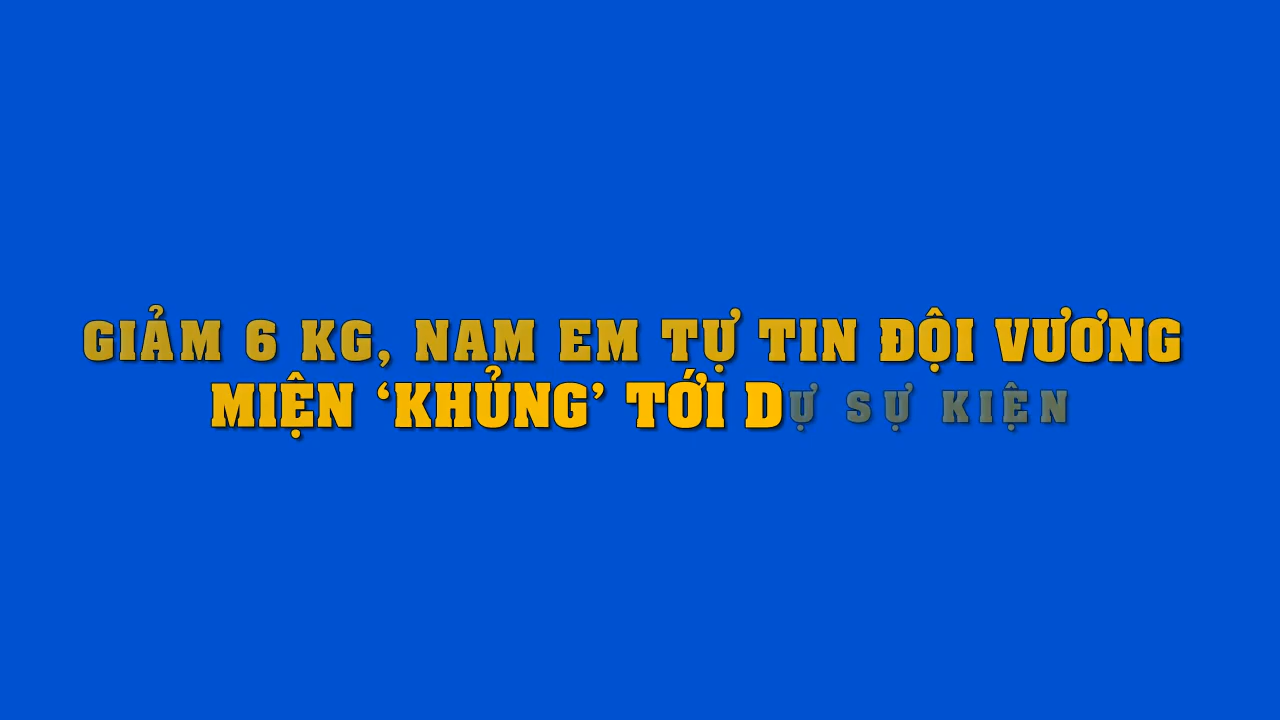 GIẢM 6 KG, NAM EM TỰ TIN ĐỘI VƯƠNG
MIỆN ‘KHỦNG’ TỚI DỰ SỰ KIỆN